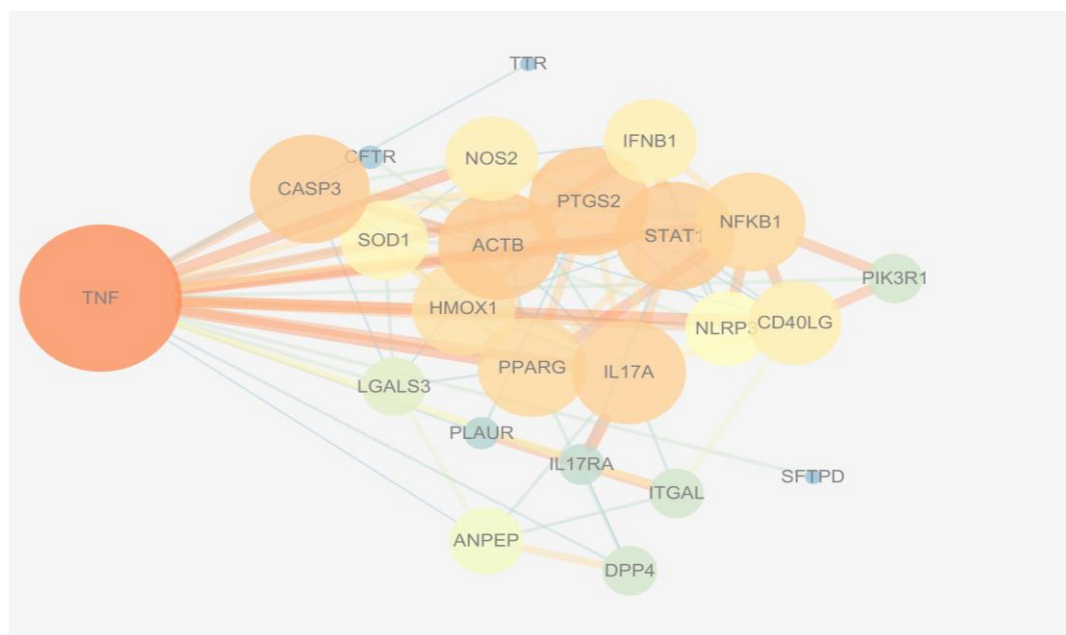 TTR
IFNB1
CFTR
NOS2
CASP3
PTGS2
NFKB1
STAT1
SOD1
ACTB
PIK3R1
TNF
HMOX1
NLRP3
CD40LG
PPARG
IL17A
LGALS3
PLAUR
IL17RA
SFTPD
ITGAL
ANPEP
DPP4